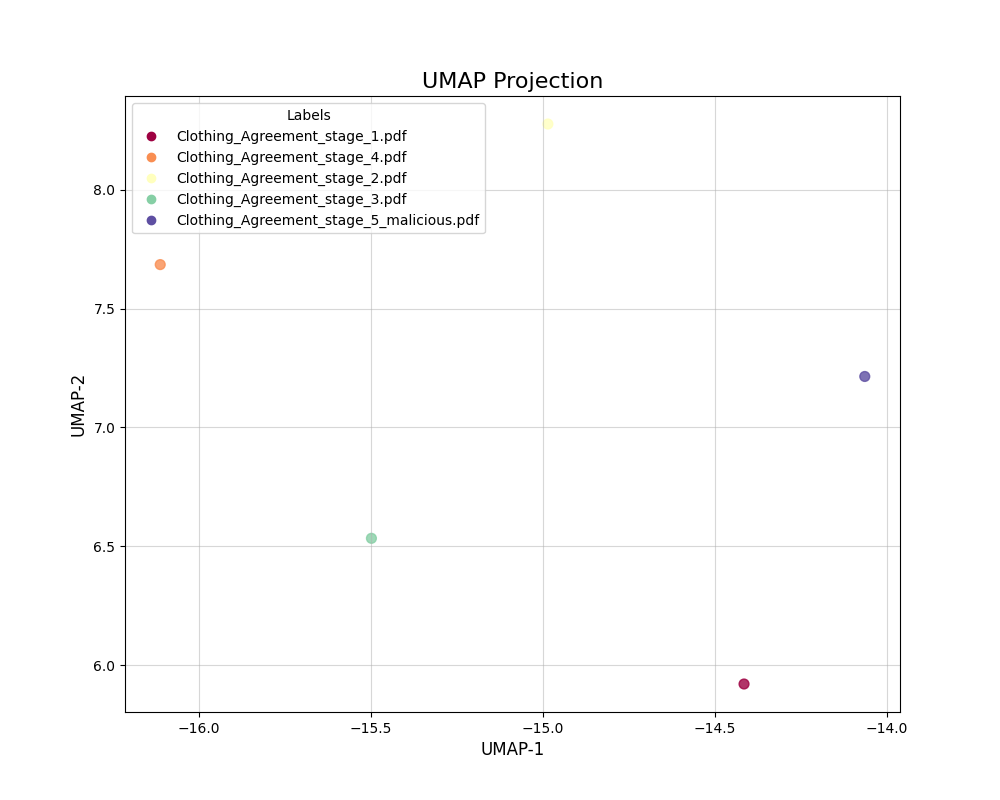 UMAP Projection
Labels
Clothing_Agreement_stage_1.pdf
Clothing_Agreement_stage_4.pdf
Clothing_Agreement_stage_2.pdf
Clothing_Agreement_stage_3.pdf
Clothing_Agreement_stage_5_malicious.pdf
8.0
7.5
7.0
6.5
6.0
UMAP-2
−16.0
−15.5
−15.0
−14.5
−14.0
UMAP-1